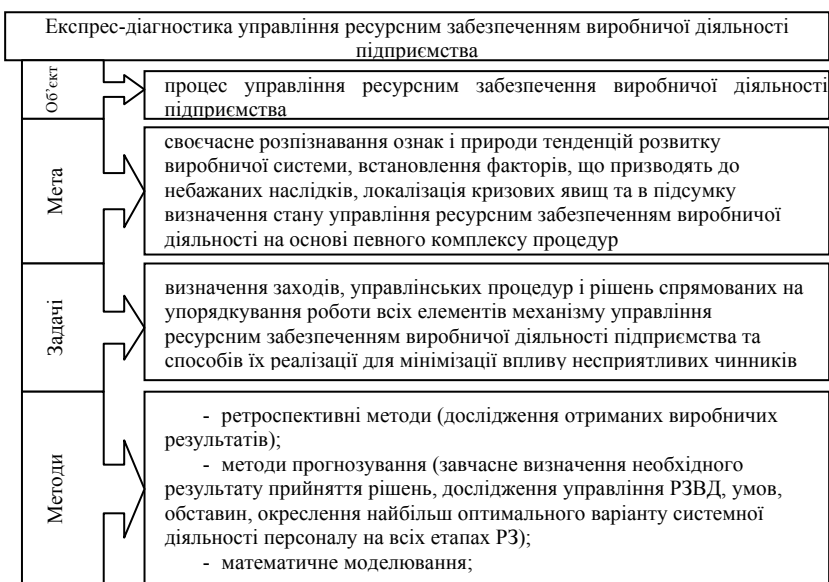 Експрес-діагностика управління ресурсним забезпеченням виробничої діяльності
підприємства
Об’єкт
процес управління ресурсним забезпечення виробничої діяльності
підприємства
Мета
своєчасне розпізнавання ознак і природи тенденцій розвитку
виробничої системи, встановлення факторів, що призводять до
небажаних наслідків, локалізація кризових явищ та в підсумку
визначення стану управління ресурсним забезпеченням виробничої
діяльності на основі певного комплексу процедур
Задачі
визначення заходів, управлінських процедур і рішень спрямованих на
упорядкування роботи всіх елементів механізму управління
ресурсним забезпеченням виробничої діяльності підприємства та
способів їх реалізації для мінімізації впливу несприятливих чинників
Методи
- ретроспективні методи (дослідження отриманих виробничих
результатів);
- методи прогнозування (завчасне визначення необхідного
результату прийняття рішень, дослідження управління РЗВД, умов,
обставин, окреслення найбільш оптимального варіанту системної
діяльності персоналу на всіх етапах РЗ);
- математичне моделювання;